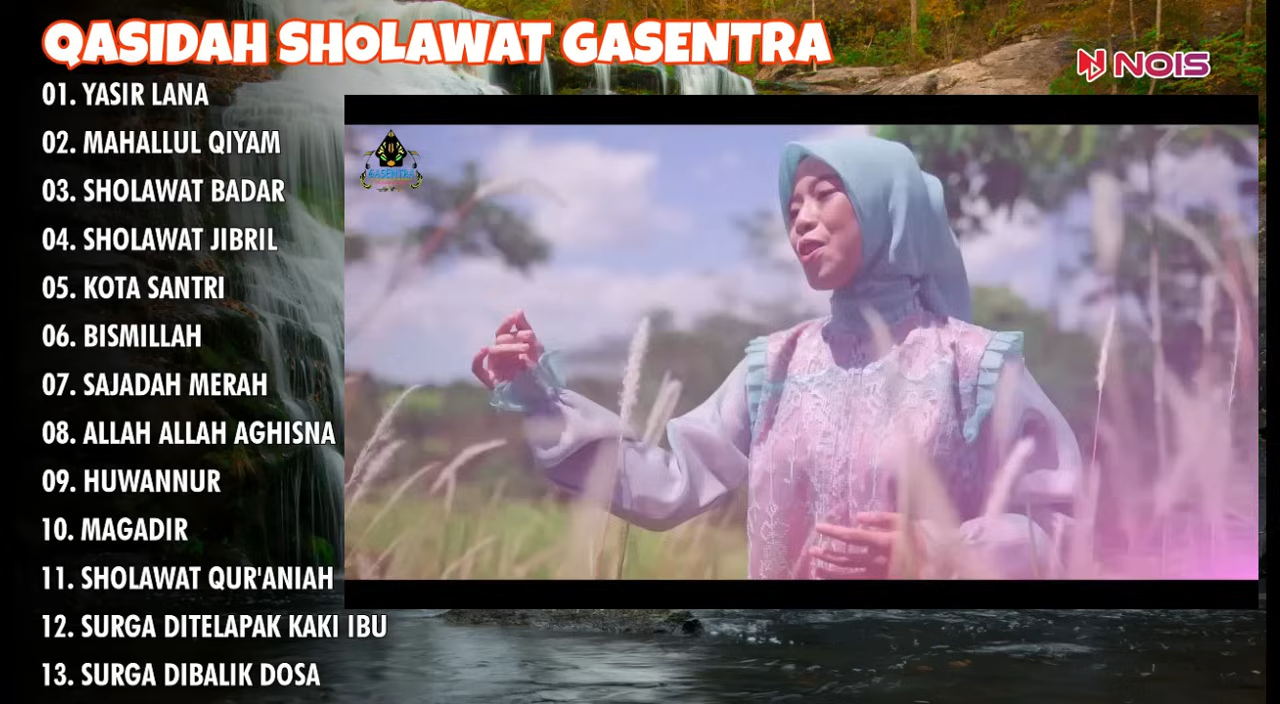 QASIDAH SHOLAWAT GASENTRA
NOIS
01. YASIR LANA
02. MAHALLUL QIYAM
03. SHOLAWAT BADAR
04. SHOLAWAT JIBRIL
05. KOTA SANTRI
06. BISMILLAH
07. SAJADAH MERAH
08. ALLAH ALLAH AGHISNA
09. HUWANNUR
10. MAGADIR
11. SHOLAWAT QUR'ANIAH
12. SURGA DITELAPAK KAKI IBU
13. SURGA DIBALIK DOSA
GASENTRA